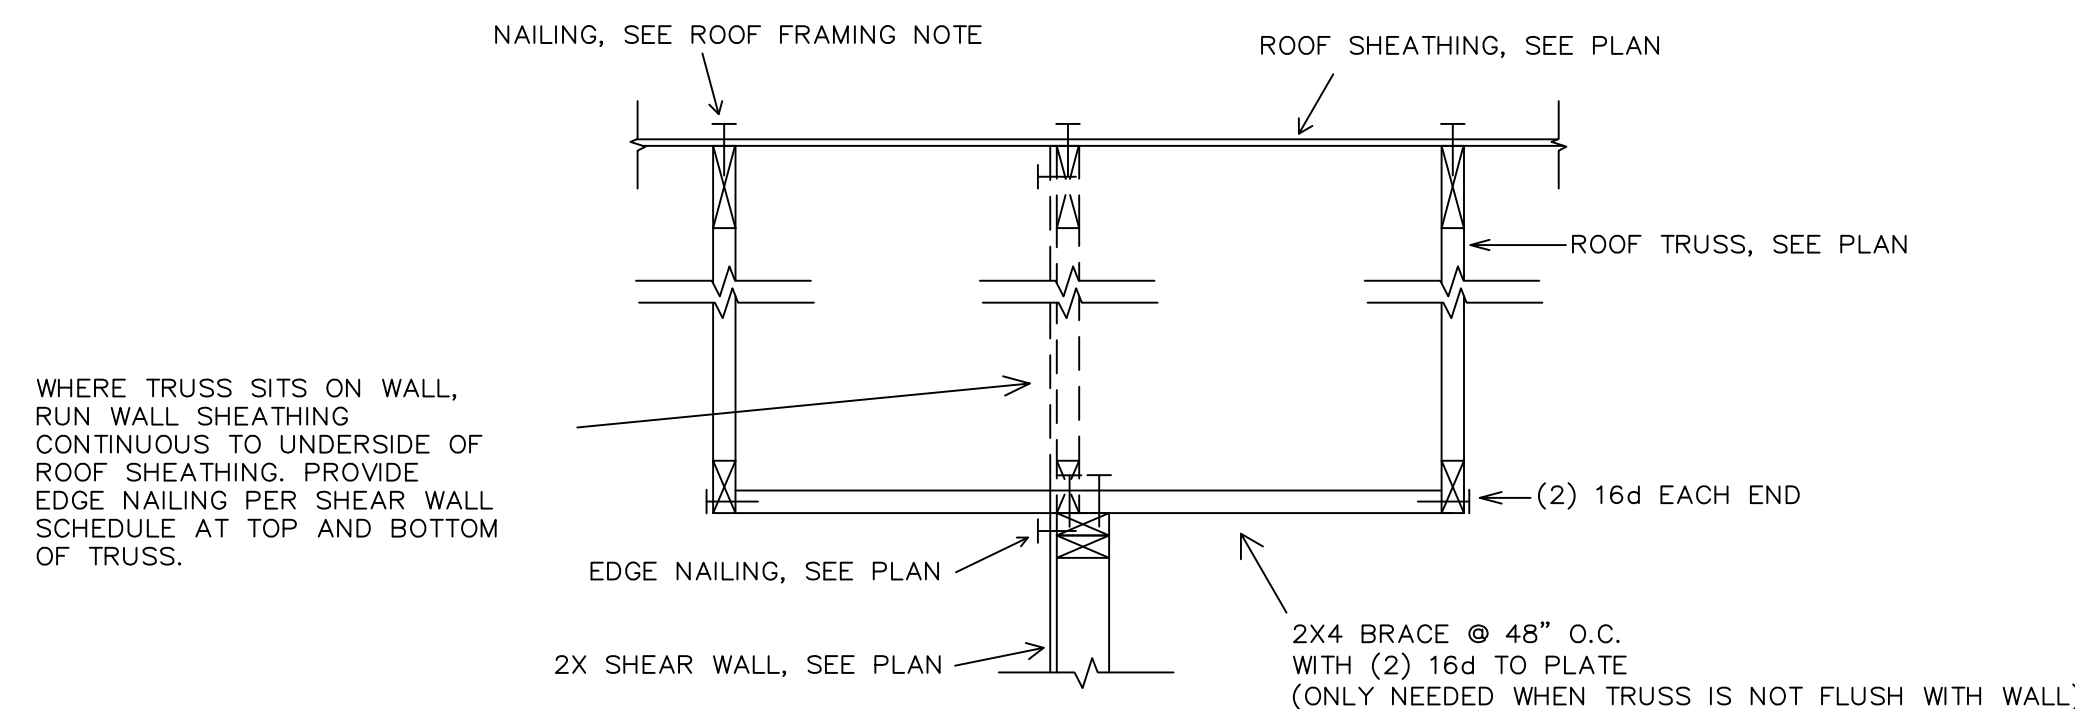 NAILING, SEE ROOF FRAMING NOTE
ROOF SHEATHING, SEE PLAN
ROOF TRUSS, SEE PLAN
WHERE TRUSS SITS ON WALL,
RUN WALL SHEATHING
CONTINUOUS TO UNDERSIDE OF
ROOF SHEATHING. PROVIDE
EDGE NAILING PER SHEAR WALL
SCHEDULE AT TOP AND BOTTOM
OF TRUSS.
(2) 16d EACH END
EDGE NAILING, SEE PLAN
2X SHEAR WALL, SEE PLAN
2X4 BRACE @ 48" O.C.
WITH (2) 16d TO PLATE
(ONLY NEEDED WHEN TRUSS IS NOT FLUSH WITH WALL)